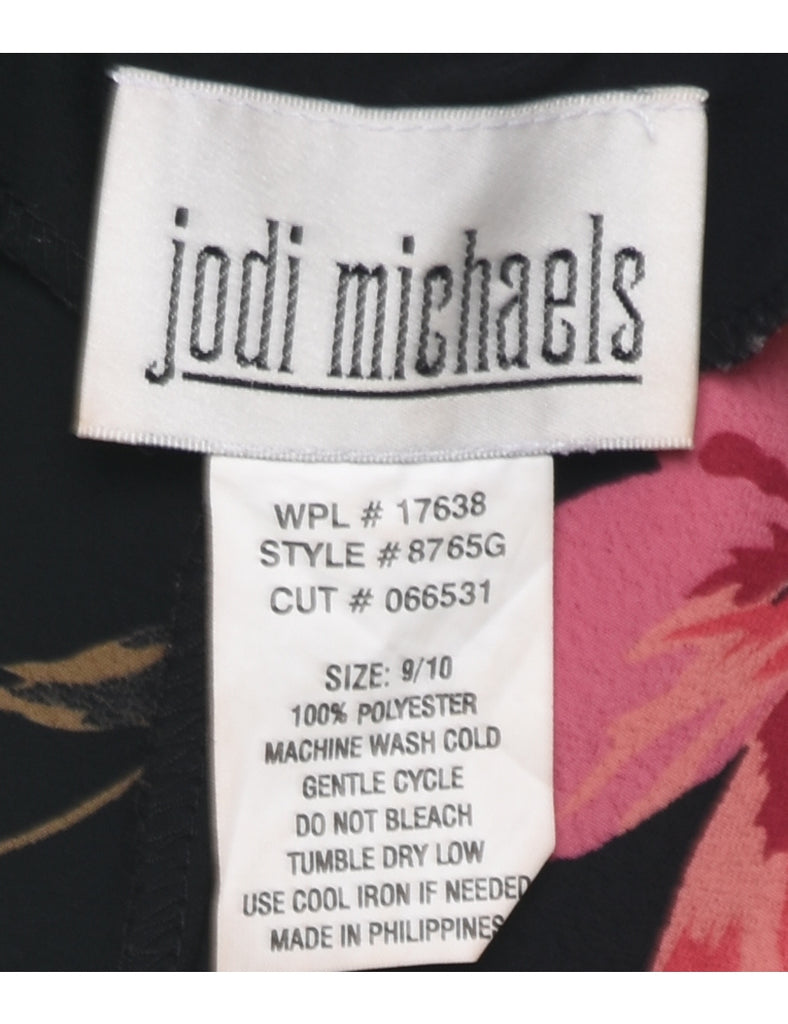 jodi michaels
WPL # 17638
STYLE #8765G
CUT # 066531
SIZE: 9/10
100% POLYESTER
MACHINE WASH COLD
GENTLE CYCLE
DO NOT BLEACH
TUMBLE DRY LOW
USE COOL IRON IF NEEDED
MADE IN PHILIPPINES